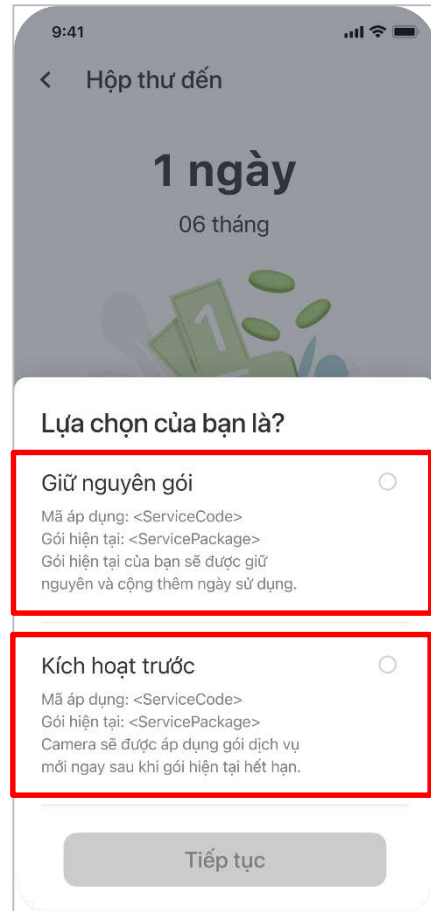 9:41
Hộp thư đến
1 ngày
06 tháng
1
Lựa chọn của bạn là?
Giữ nguyên gói
Mã áp dụng: <ServiceCode>
Gói hiện tại: <ServicePackage>
Gói hiện tại của bạn sẽ được giữ
nguyên và cộng thêm ngày sử dụng.
Kích hoạt trước
Mã áp dụng: <ServiceCode>
Gói hiện tại: <ServicePackage>
Camera sẽ được áp dụng gói dịch vụ
mới ngay sau khi gói hiện tại hết hạn.
Tiếp tục